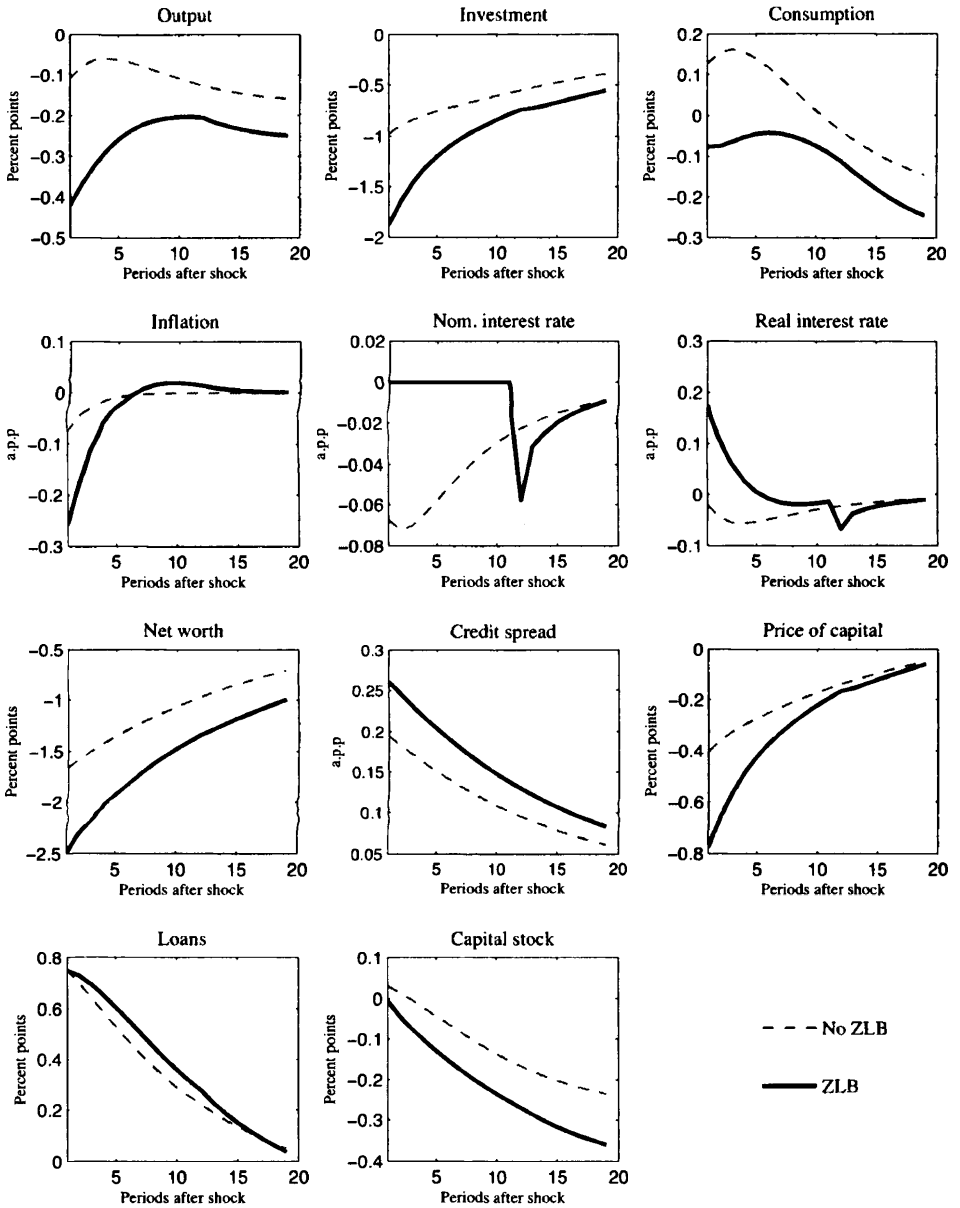 Output
Percent points
0
−0.1
−0.2
−0.3
−0.4
−0.5
5 10 15 20
Periods after shock
Investment
Percent points
0
−0.5
−1
−1.5
−2
5 10 15 20
Periods after shock
Consumption
Percent points
0.2
0.1
0
−0.1
−0.2
−0.3
5 10 15 20
Periods after shock
Inflation
a.p.p
0.1
0
−0.1
−0.2
−0.3
5 10 15 20
Periods after shock
Nom. interest rate
a.p.p
0.02
0
−0.02
−0.04
−0.06
−0.08
5 10 15 20
Periods after shock
Real interest rate
a.p.p
0.3
0.2
0.1
0
−0.1
5 10 15 20
Periods after shock
Net worth
Percent points
−0.5
−1
−1.5
−2
−2.5
5 10 15 20
Periods after shock
Credit spread
a.p.p
0.3
0.25
0.2
0.15
0.1
0.05
5 10 15 20
Periods after shock
Price of capital
Percent points
0
−0.2
−0.4
−0.6
−0.8
5 10 15 20
Periods after shock
Loans
Percent points
0.8
0.6
0.4
0.2
0
5 10 15 20
Periods after shock
Capital stock
Percent points
0.1
0
−0.1
−0.2
−0.3
−0.4
5 10 15 20
Periods after shock
No ZLB
ZLB